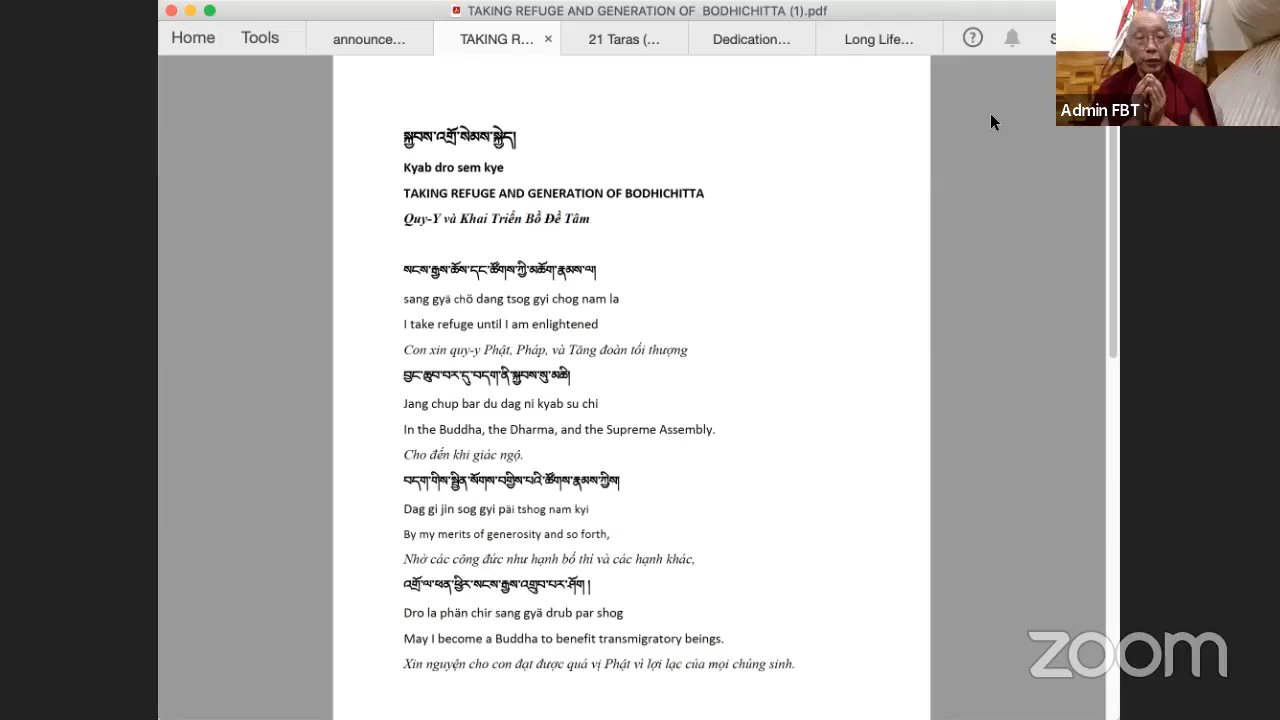 TAKING REFUGE AND GENERATION OF BODHICHITTA (1).pdf
Home Tools announce... TAKING R... × 21 Taras (... Dedication... Long Life... ? S
Admin FBT
སྐྱབས་འགྲོ་སེམས་སྐྱེད།
Kyab dro sem kye
TAKING REFUGE AND GENERATION OF BODHICHITTA
Quy-Y và Khai Triển Bồ Đề Tâm
སངས་རྒྱས་ཆོས་དང་ཚོགས་ཀྱི་མཆོག་རྣམས་ལ།
sang gyä chö dang tsog gyi chog nam la
I take refuge until I am enlightened
Con xin quy-y Phật, Pháp, và Tăng đoàn tối thượng
བྱང་ཆུབ་བར་དུ་བདག་ནི་སྐྱབས་སུ་མཆི།
Jang chup bar du dag ni kyab su chi
In the Buddha, the Dharma, and the Supreme Assembly.
Cho đến khi giác ngộ.
བདག་གིས་སྦྱིན་སོགས་བགྱིས་པའི་ཚོགས་རྣམས་ཀྱིས།
Dag gi jin sog gyi päi tshog nam kyi
By my merits of generosity and so forth,
Nhờ các công đức như hạnh bố thí và các hạnh khác,
འགྲོ་ལ་ཕན་ཕྱིར་སངས་རྒྱས་འགྲུབ་པར་ཤོག །
Dro la phän chir sang gyä drub par shog
May I become a Buddha to benefit transmigratory beings.
Xin nguyện cho con đạt được quả vị Phật vì lợi lạc của mọi chúng sinh.
zoom